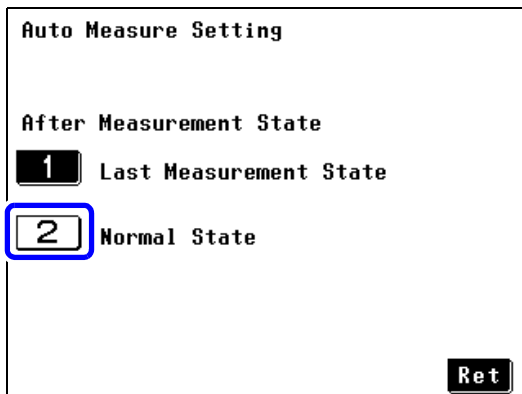 Auto Measure Setting
After Measurement State
1 Last Measurement State
2 Normal State
Ret